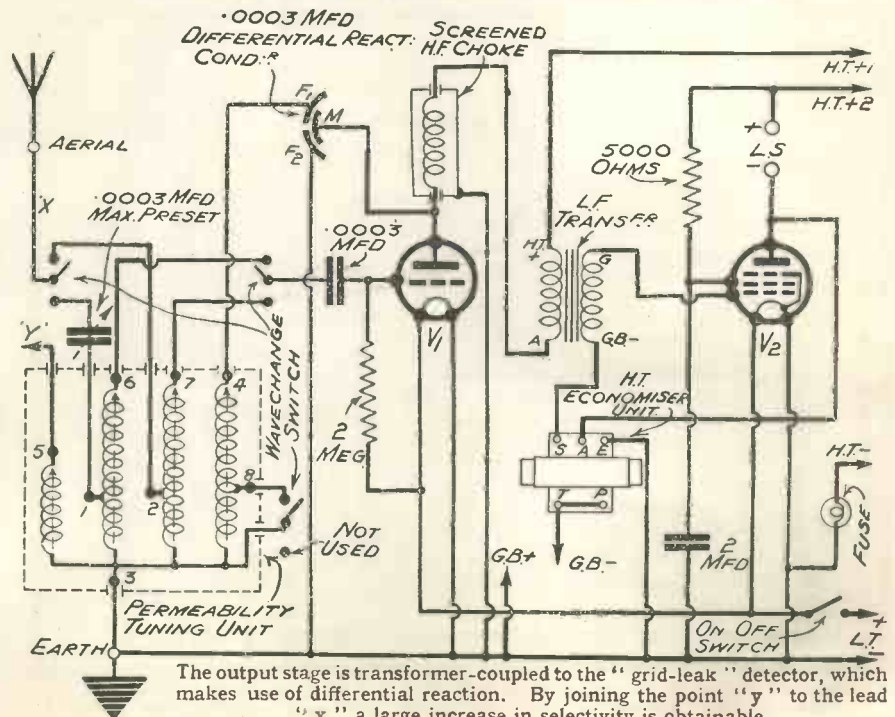 .0003 MFD
DIFFERENTIAL REACT:
COND:R
SCREENED
H.F. CHOKE
F1
M
F2
H.T.+1
H.T.+2
AERIAL
'X'
.0003 MFD
MAX. PRESET
.0003
MFD
5000
OHMS
+
L.S
-
L.F
TRANSF:R
H.T.
+
G
A
G.B-
V1
V2
'Y'
6
7
4
5
1
2
8
3
WAVECHANGE
SWITCH
2
MEG
H.T.
ECONOMISER
UNIT
S A E
T P
H.T.-
FUSE
NOT
USED
G.B+
G.B-
2
MFD
PERMEABILITY
TUNING UNIT
ON OFF
SWITCH
+
L.T.
-
EARTH
The output stage is transformer-coupled to the “ grid-leak ” detector, which
makes use of differential reaction. By joining the point “y” to the lead
“x” a large increase in selectivity is obtainable